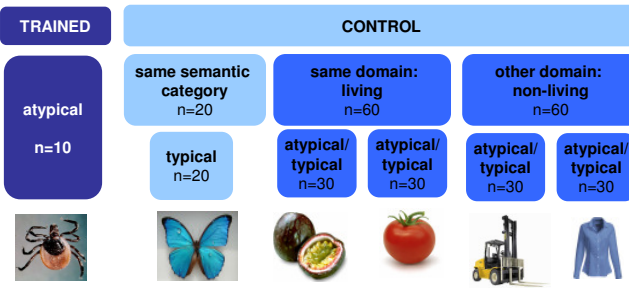 TRAINED
CONTROL
atypical
n=10
same semantic
category
n=20
same domain:
living
n=60
other domain:
non-living
n=60
typical
n=20
atypical/
typical
n=30
atypical/
typical
n=30
atypical/
typical
n=30
atypical/
typical
n=30